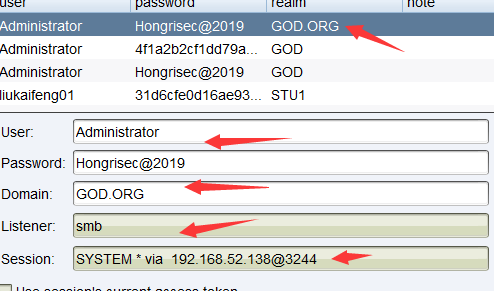 user password realm note
Administrator Hongrisec@2019 GOD.ORG
Administrator 4f1a2b2cf1dd79a... GOD
Administrator Hongrisec@2019 GOD
liukaifeng01 31d6cfe0d16ae93... STU1
User: Administrator
Password: Hongrisec@2019
Domain: GOD.ORG
Listener: smb
Session: SYSTEM * via 192.168.52.138@3244
Use session's current access token